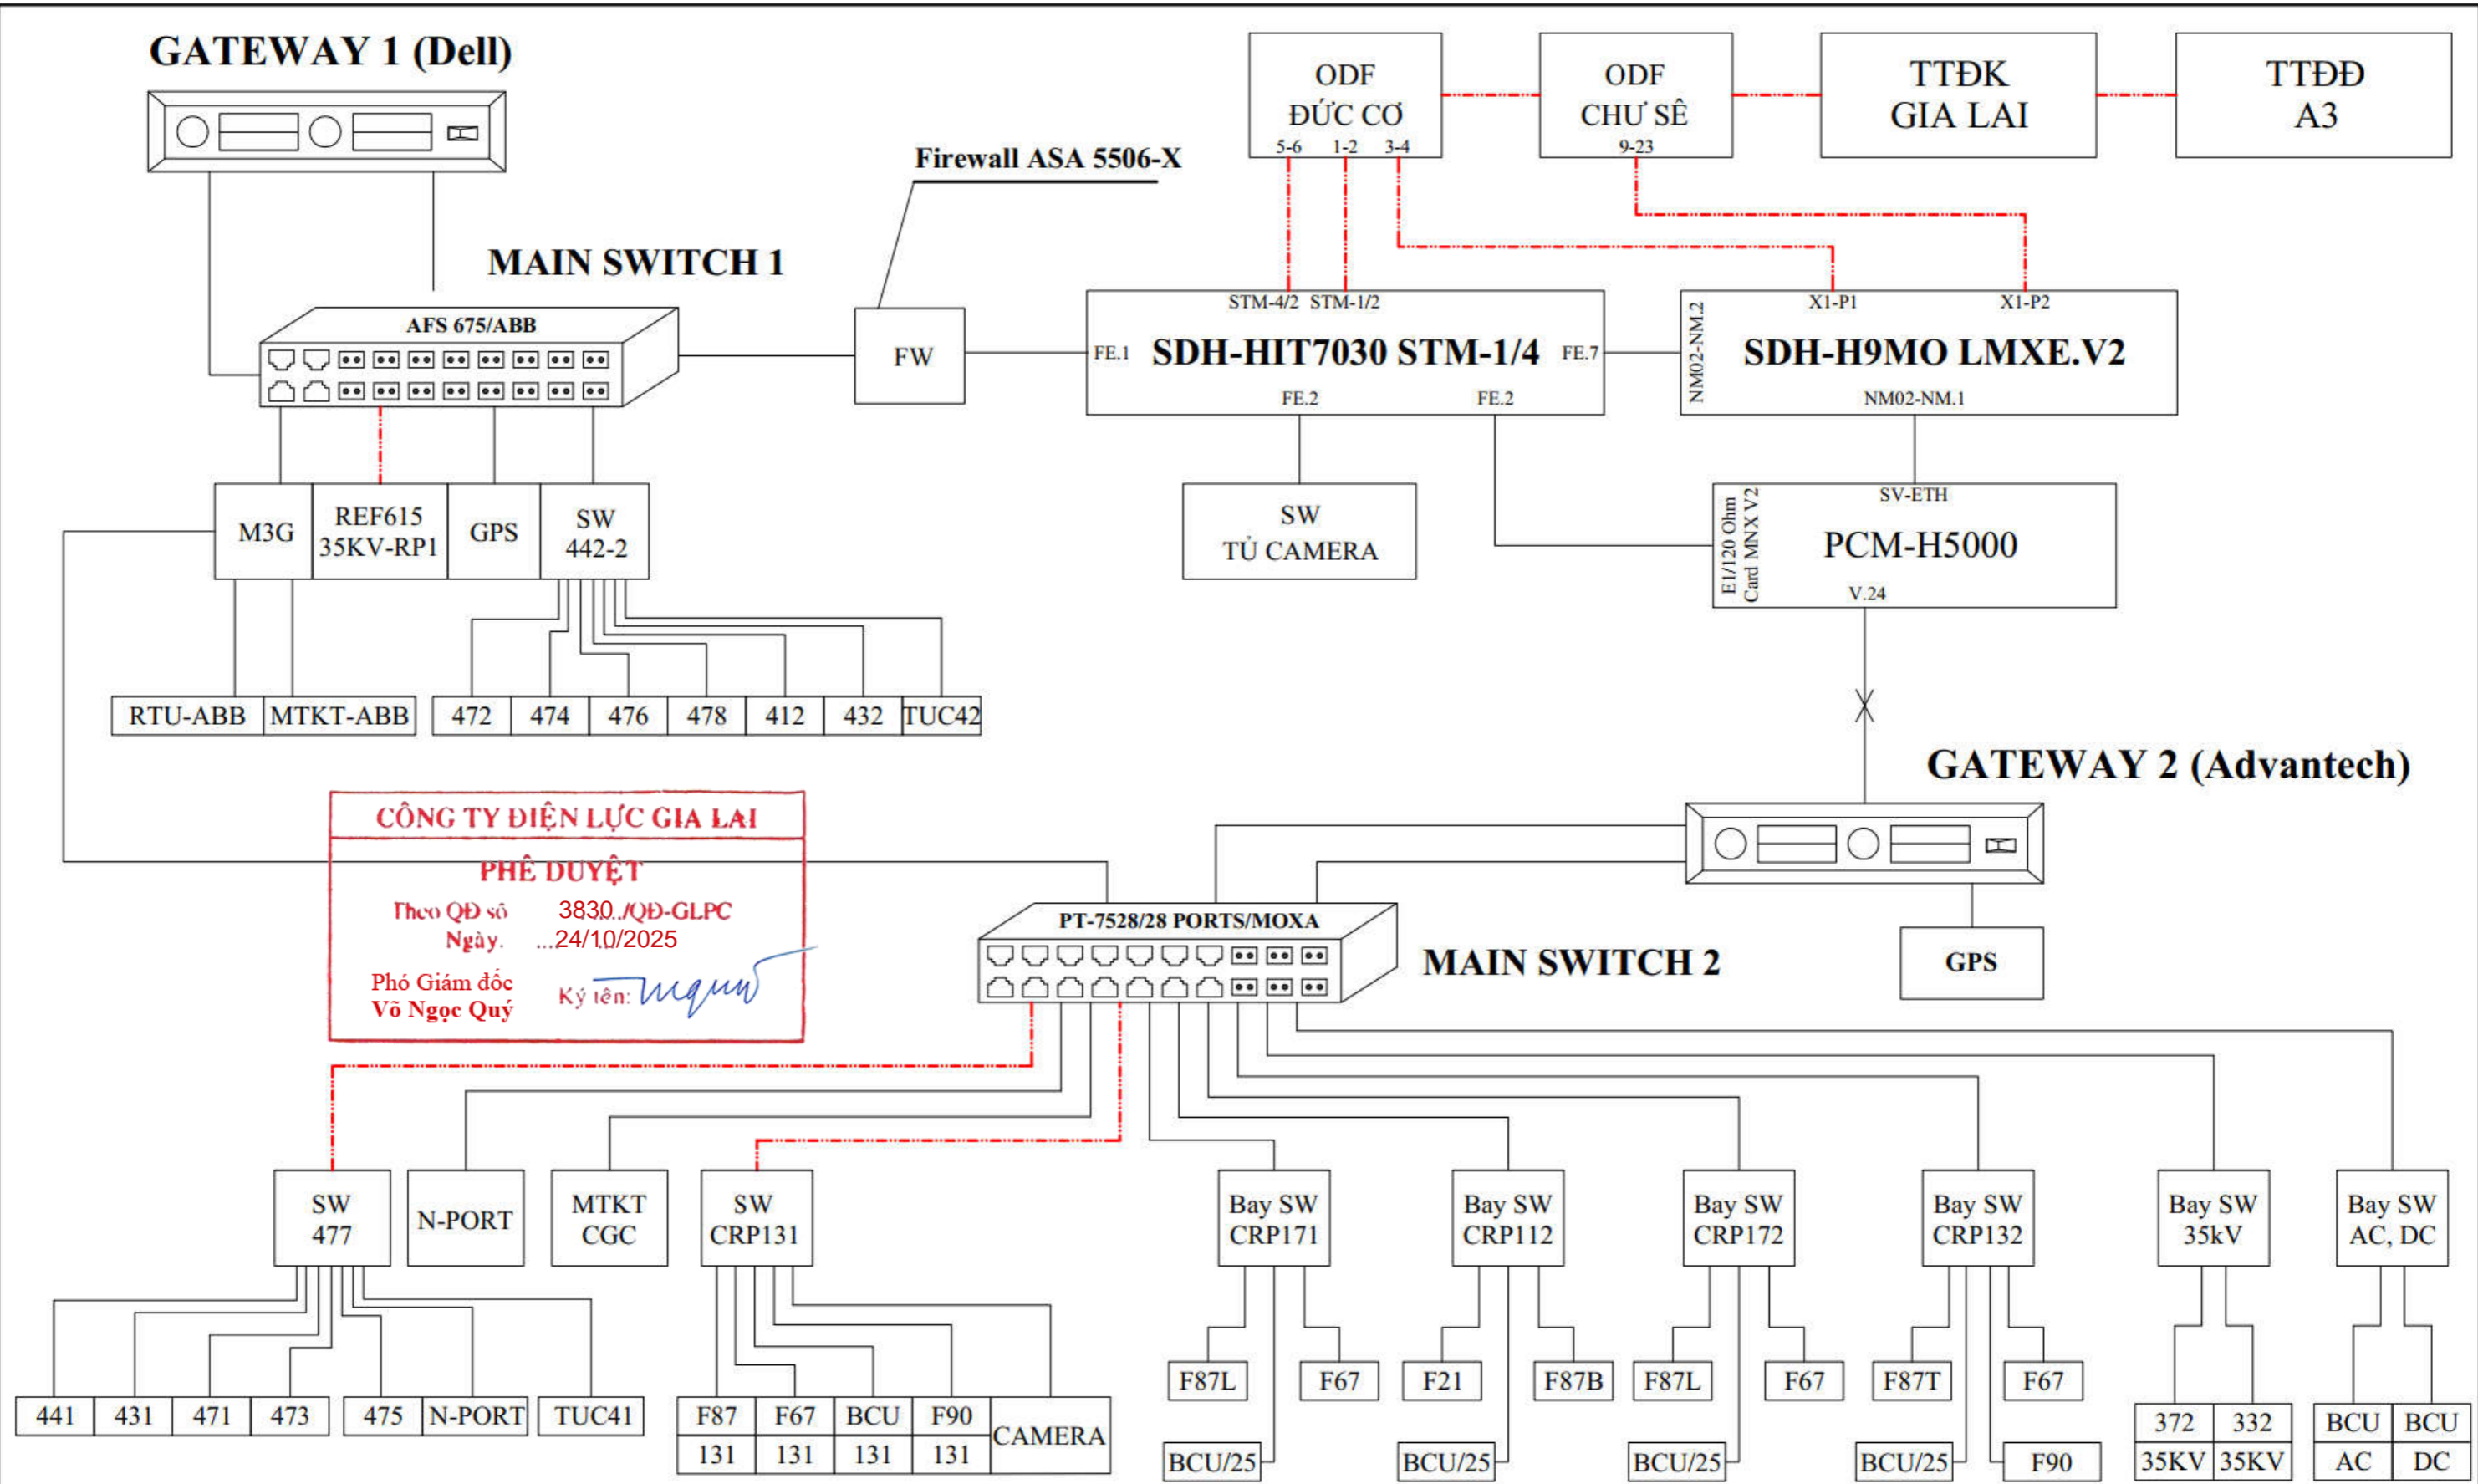 GATEWAY 1 (Dell)
ODF
ĐỨC CƠ
5-6 1-2 3-4
ODF
CHƯ SÊ
9-23
TTĐK
GIA LAI
TTĐĐ
A3
Firewall ASA 5506-X
MAIN SWITCH 1
AFS 675/ABB
FW
STM-4/2 STM-1/2
FE.1 SDH-HIT7030 STM-1/4 FE.7
FE.2 FE.2
X1-P1 X1-P2
NM02-NM.2
SDH-H9MO LMXE.V2
NM02-NM.1
M3G
REF615
35KV-RP1
GPS
SW
442-2
SW
TỦ CAMERA
SV-ETH
E1/120 Ohm
Card MNX V2
PCM-H5000
V.24
RTU-ABB MTKT-ABB
472 474 476 478 412 432 TUC42
GATEWAY 2 (Advantech)
CÔNG TY ĐIỆN LỰC GIA LAI
PHÊ DUYỆT
Theo QĐ số 3830../QĐ-GLPC
Ngày. ...24/10/2025
Phó Giám đốc
Võ Ngọc Quý
Ký tên:
PT-7528/28 PORTS/MOXA
MAIN SWITCH 2
GPS
SW
477
N-PORT
MTKT
CGC
SW
CRP131
Bay SW
CRP171
Bay SW
CRP112
Bay SW
CRP172
Bay SW
CRP132
Bay SW
35kV
Bay SW
AC, DC
441 431 471 473 475 N-PORT TUC41
F87 F67 BCU F90
131 131 131 131
CAMERA
F87L F67
BCU/25
F21 F87B
BCU/25
F87L F67
BCU/25
F87T F67
BCU/25 F90
372 332
35KV 35KV
BCU BCU
AC DC